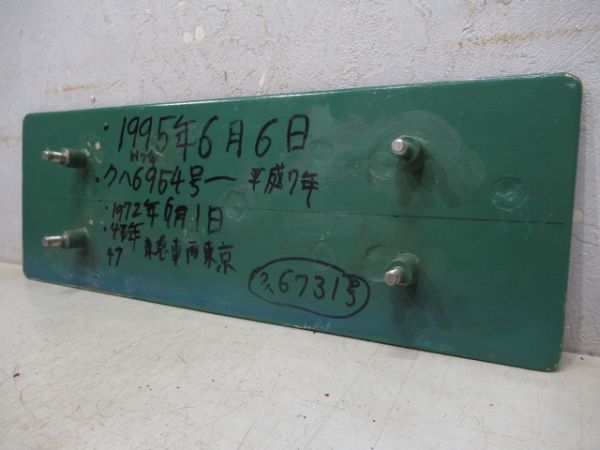 ・1995年6月6日
H7年
・クハ6954号ー 平成7年
・1972年6月1日
・48年
47 東急車両東京
クハ6731号